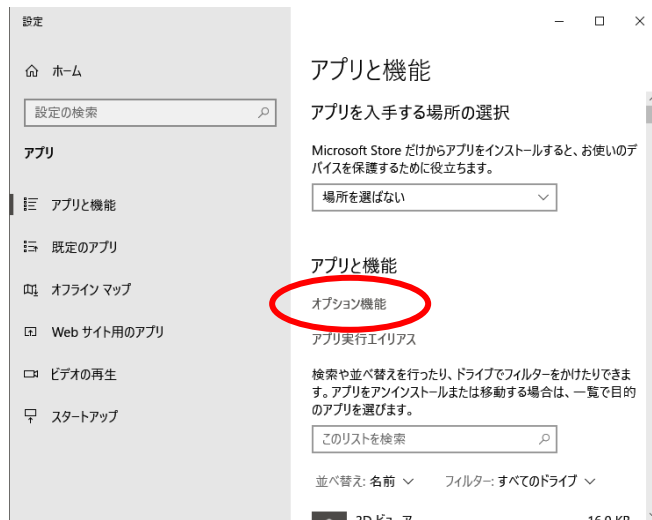 設定
ホーム
設定の検索
アプリ
アプリと機能
既定のアプリ
オフライン マップ
Web サイト用のアプリ
ビデオの再生
スタートアップ
アプリと機能
アプリを入手する場所の選択
Microsoft Store だけからアプリをインストールすると、お使いのデ
バイスを保護するために役立ちます。
場所を選ばない
アプリと機能
オプション機能
アプリ実行エイリアス
検索や並べ替えを行ったり、ドライブでフィルターをかけたりできま
す。アプリをアンインストールまたは移動する場合は、一覧で目的
のアプリを選びます。
このリストを検索
並べ替え: 名前 フィルター: すべてのドライブ
3D ビューア 16.0 KB